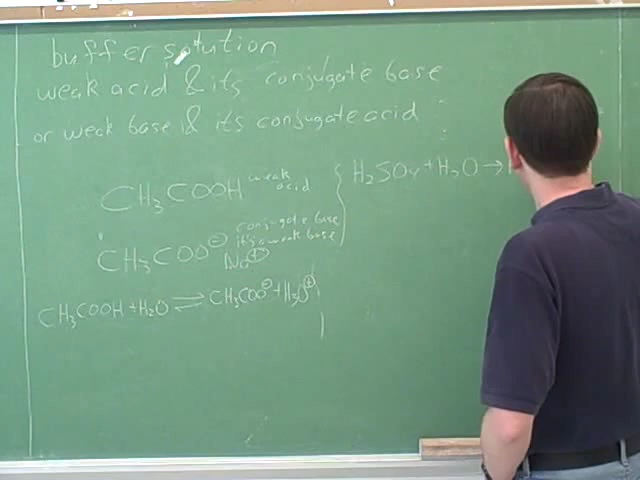 buffer solution
weak acid & its conjugate base
or weak base & its conjugate acid
CH₃COOH weak acid
H₂SO₄ + H₂O →
CH₃COO⊖ conjugate base
it's a weak base
Na⊕
CH₃COOH + H₂O ⇌ CH₃COO⊖ + H₃O⊕